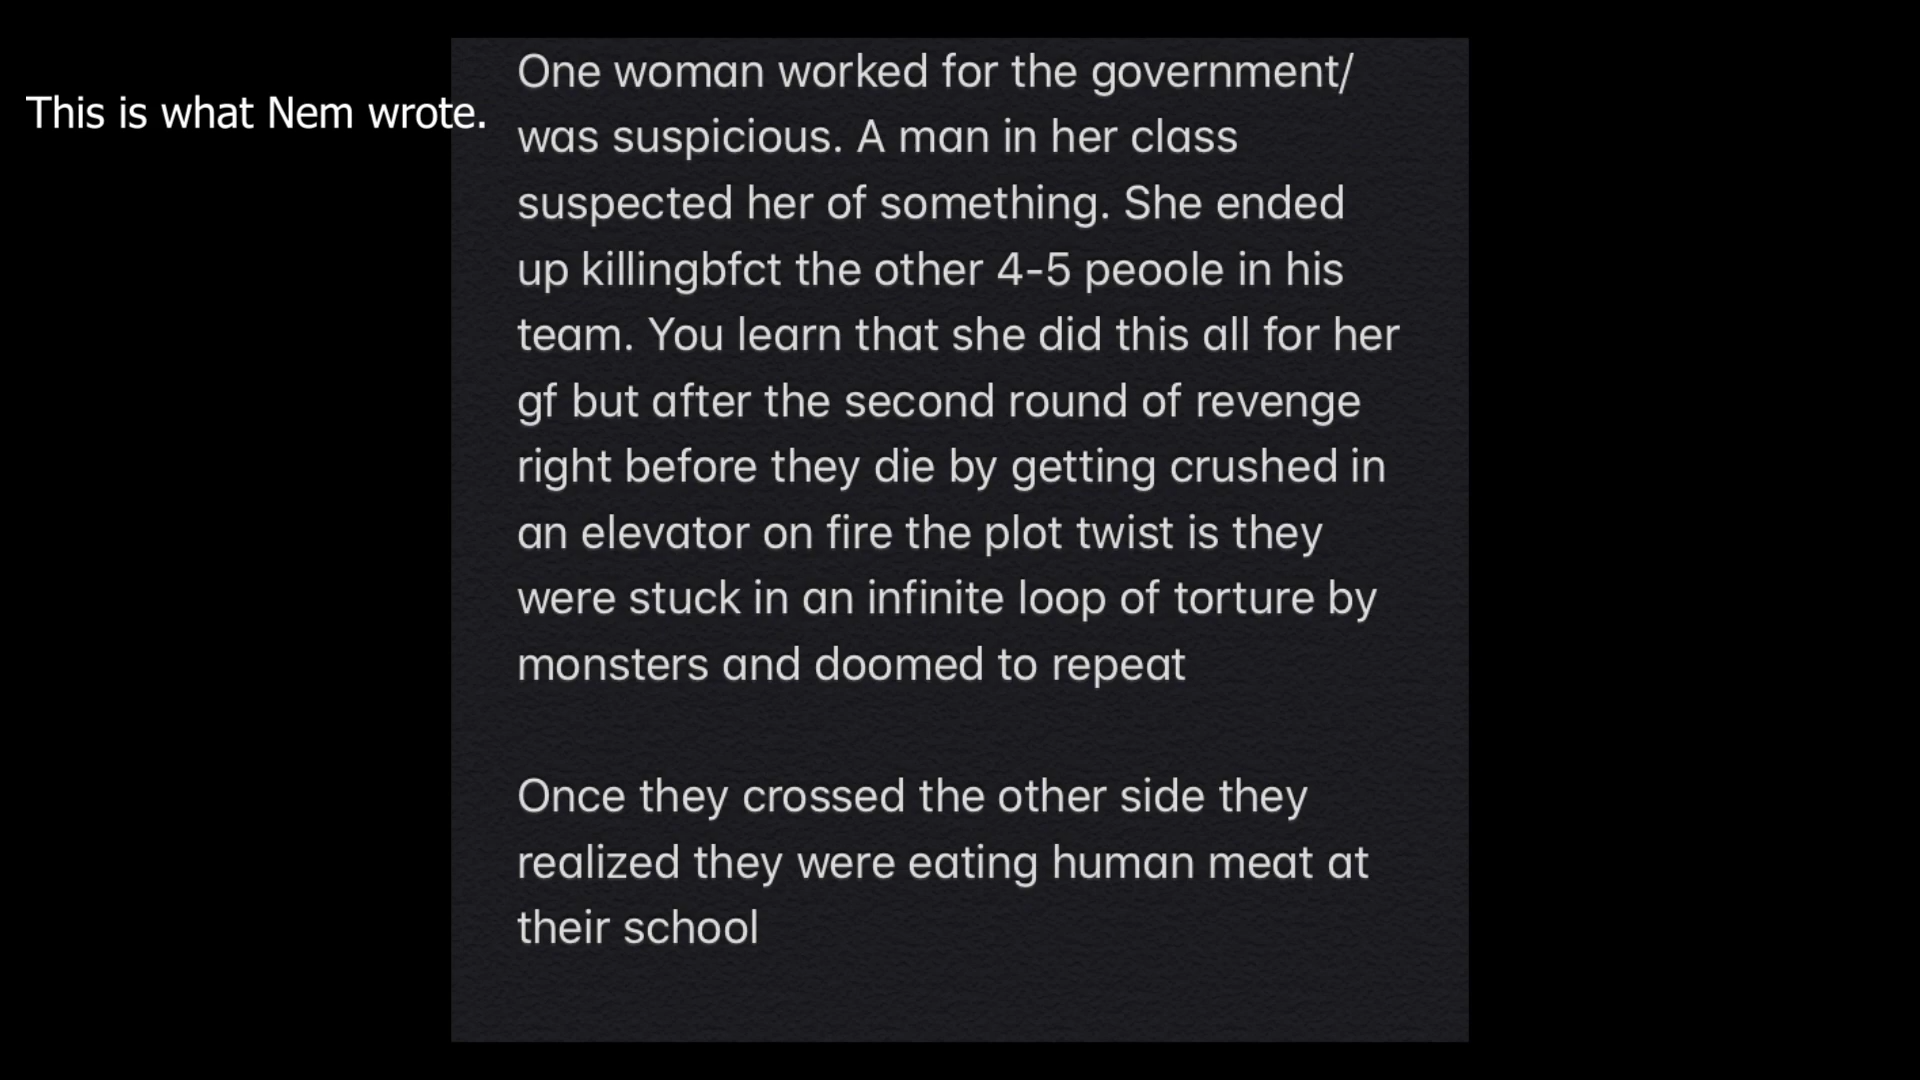 This is what Nem wrote.
One woman worked for the government/
was suspicious. A man in her class
suspected her of something. She ended
up killingbfct the other 4-5 peoole in his
team. You learn that she did this all for her
gf but after the second round of revenge
right before they die by getting crushed in
an elevator on fire the plot twist is they
were stuck in an infinite loop of torture by
monsters and doomed to repeat
Once they crossed the other side they
realized they were eating human meat at
their school